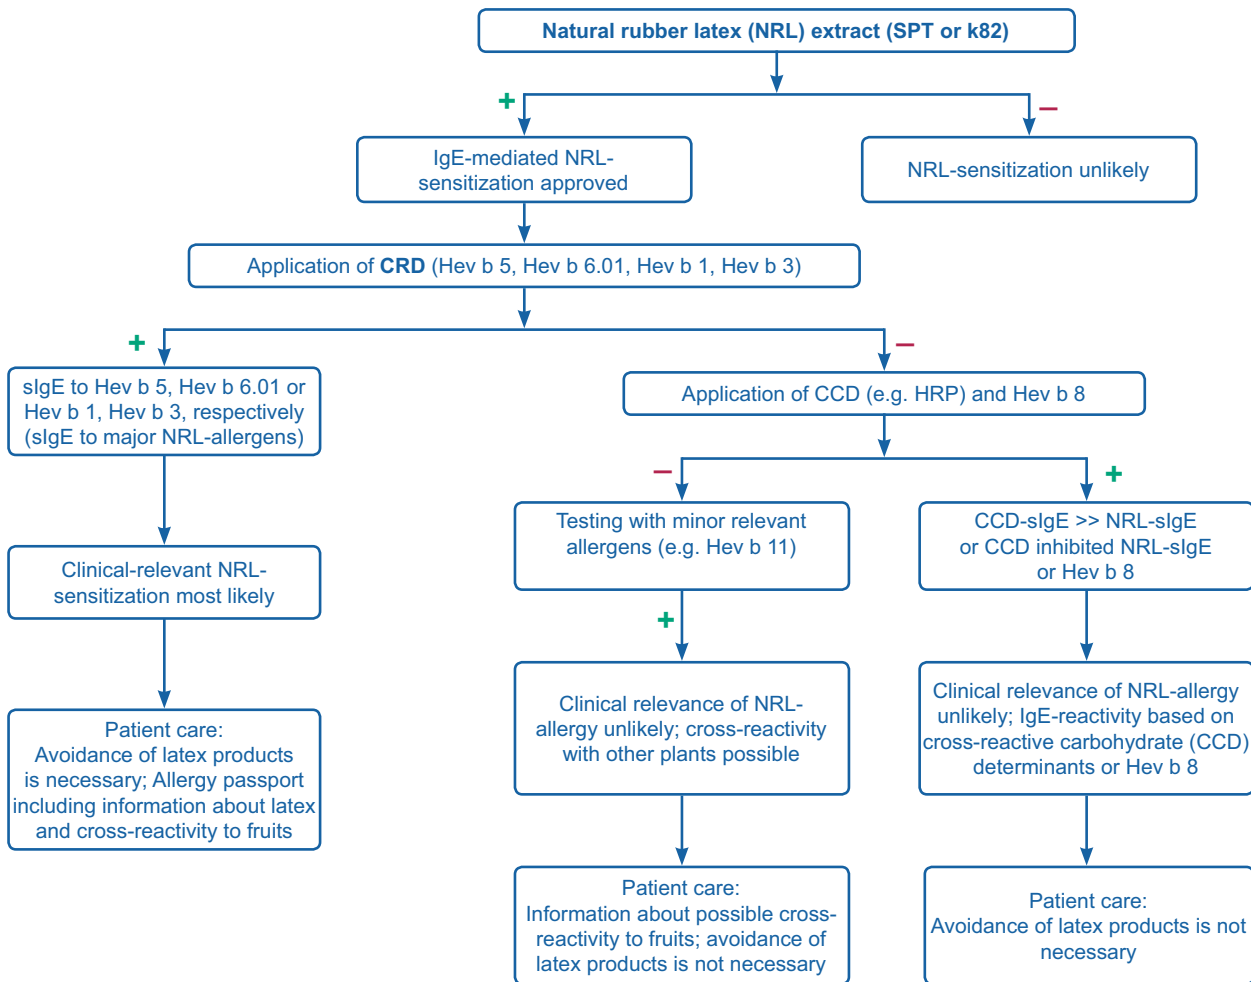 Natural rubber latex (NRL) extract (SPT or k82)
+
−
IgE-mediated NRL-
sensitization approved
NRL-sensitization unlikely
Application of CRD (Hev b 5, Hev b 6.01, Hev b 1, Hev b 3)
+
−
sIgE to Hev b 5, Hev b 6.01 or
Hev b 1, Hev b 3, respectively
(sIgE to major NRL-allergens)
Application of CCD (e.g. HRP) and Hev b 8
−
+
Testing with minor relevant
allergens (e.g. Hev b 11)
CCD-sIgE >> NRL-sIgE
or CCD inhibited NRL-sIgE
or Hev b 8
Clinical-relevant NRL-
sensitization most likely
+
Clinical relevance of NRL-
allergy unlikely; cross-reactivity
with other plants possible
Clinical relevance of NRL-allergy
unlikely; IgE-reactivity based on
cross-reactive carbohydrate (CCD)
determinants or Hev b 8
Patient care:
Avoidance of latex products
is necessary; Allergy passport
including information about latex
and cross-reactivity to fruits
Patient care:
Information about possible cross-
reactivity to fruits; avoidance of
latex products is not necessary
Patient care:
Avoidance of latex products is not
necessary